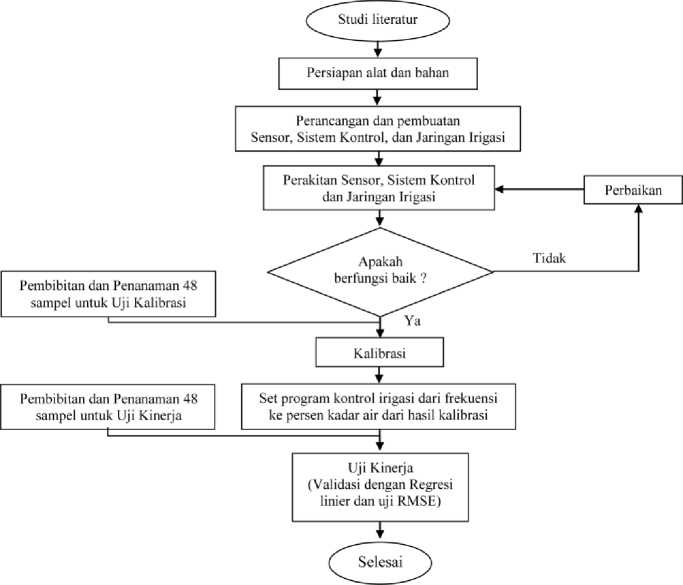 Studi literatur
Persiapan alat dan bahan
Perancangan dan pembuatan
Sensor, Sistem Kontrol, dan Jaringan Irigasi
Perakitan Sensor, Sistem Kontrol
dan Jaringan Irigasi
Perbaikan
Apakah
berfungsi baik ?
Tidak
Pembibitan dan Penanaman 48
sampel untuk Uji Kalibrasi
Ya
Kalibrasi
Pembibitan dan Penanaman 48
sampel untuk Uji Kinerja
Set program kontrol irigasi dari frekuensi
ke persen kadar air dari hasil kalibrasi
Uji Kinerja
(Validasi dengan Regresi
linier dan uji RMSE)
Selesai